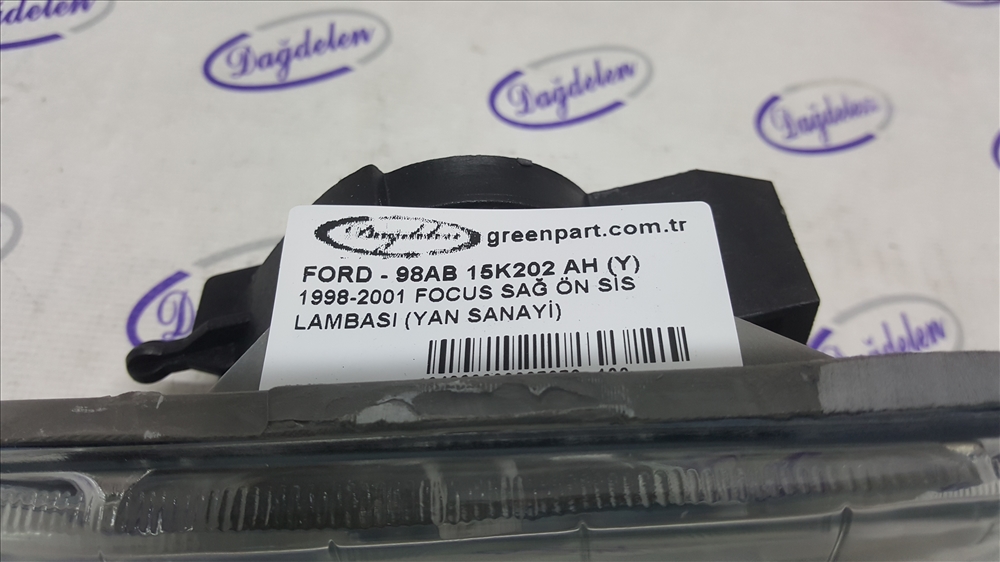 Dağdelen
Dağdelen
Dağdelen
Dağdelen
Dağdelen greenpart.com.tr
FORD - 98AB 15K202 AH (Y)
1998-2001 FOCUS SAĞ ÖN SİS
LAMBASI (YAN SANAYİ)